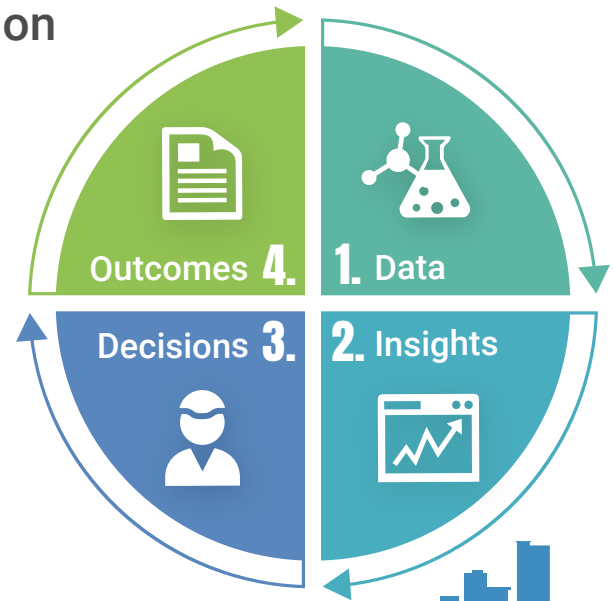 on
1. Data
2. Insights
Decisions 3.
Outcomes 4.